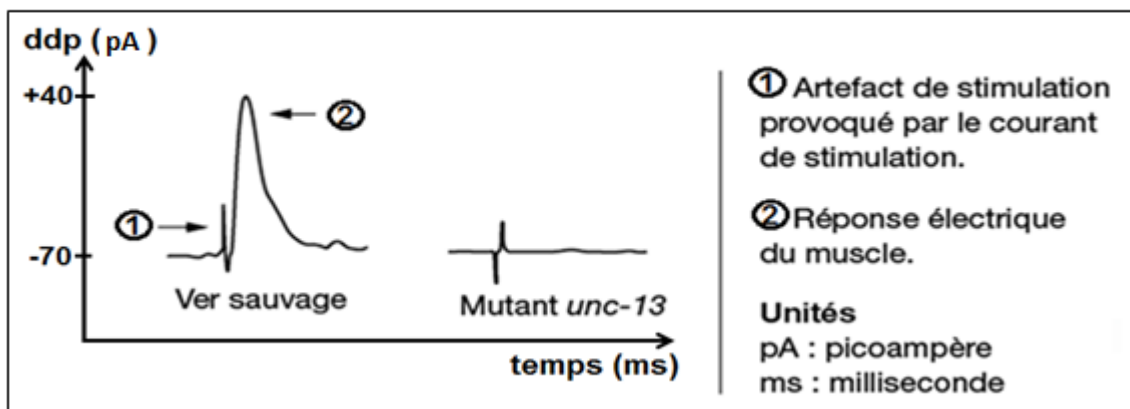 ddp (pA)
+40
②
①
-70
Ver sauvage
Mutant unc-13
temps (ms)
① Artefact de stimulation
provoqué par le courant
de stimulation.
② Réponse électrique
du muscle.
Unités
pA : picoampère
ms : milliseconde